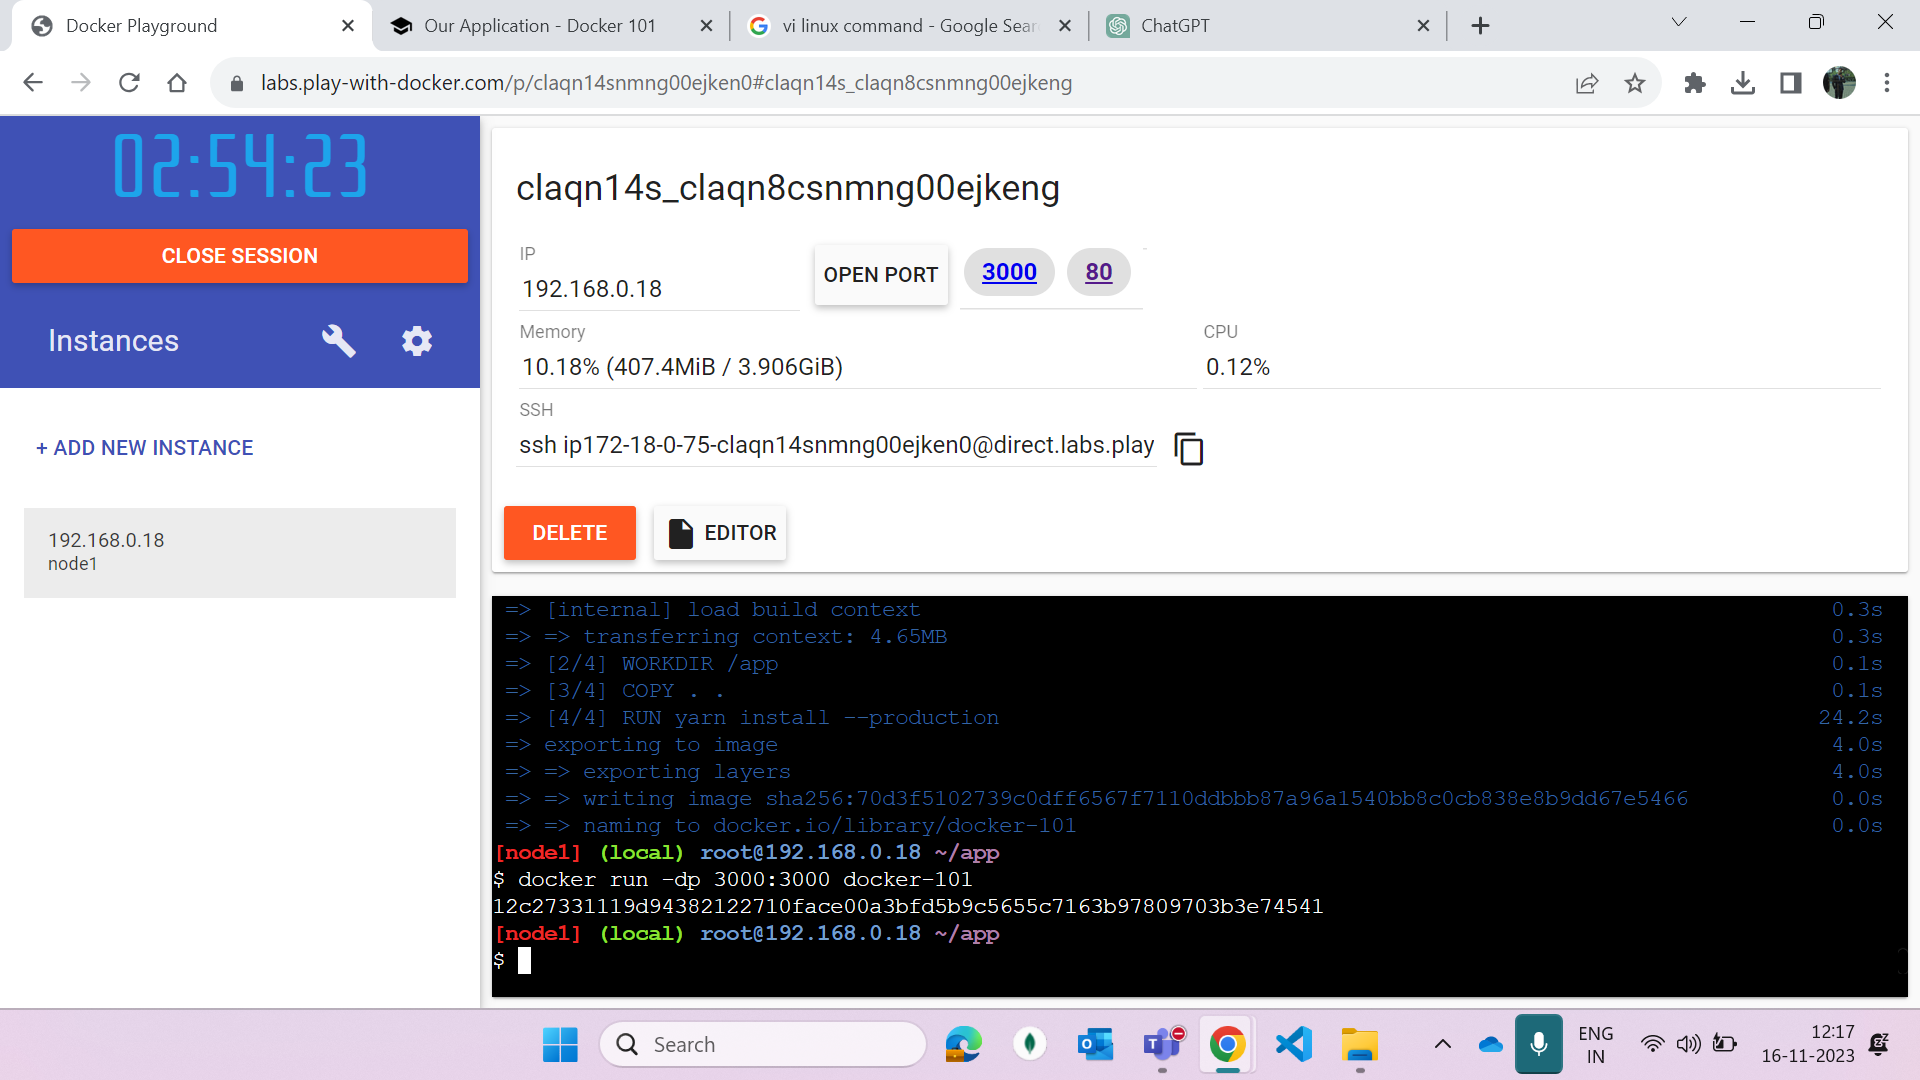 Docker Playground
Our Application - Docker 101
vi linux command - Google Sear
ChatGPT
labs.play-with-docker.com/p/claqn14snmng00ejken0#claqn14s_claqn8csnmng00ejkeng
02:54:23
CLOSE SESSION
Instances
+ ADD NEW INSTANCE
192.168.0.18
node1
claqn14s_claqn8csnmng00ejkeng
IP
192.168.0.18
OPEN PORT
3000
80
Memory
10.18% (407.4MiB / 3.906GiB)
CPU
0.12%
SSH
ssh ip172-18-0-75-claqn14snmng00ejken0@direct.labs.play
DELETE
EDITOR
=> [internal] load build context 0.3s
=> => transferring context: 4.65MB 0.3s
=> [2/4] WORKDIR /app 0.1s
=> [3/4] COPY . . 0.1s
=> [4/4] RUN yarn install --production 24.2s
=> exporting to image 4.0s
=> => exporting layers 4.0s
=> => writing image sha256:70d3f5102739c0dff6567f7110ddbbb87a96a1540bb8c0cb838e8b9dd67e5466 0.0s
=> => naming to docker.io/library/docker-101 0.0s
[node1] (local) root@192.168.0.18 ~/app
$ docker run -dp 3000:3000 docker-101
12c27331119d94382122710face00a3bfd5b9c5655c7163b97809703b3e74541
[node1] (local) root@192.168.0.18 ~/app
$
Search
ENG
IN
12:17
16-11-2023